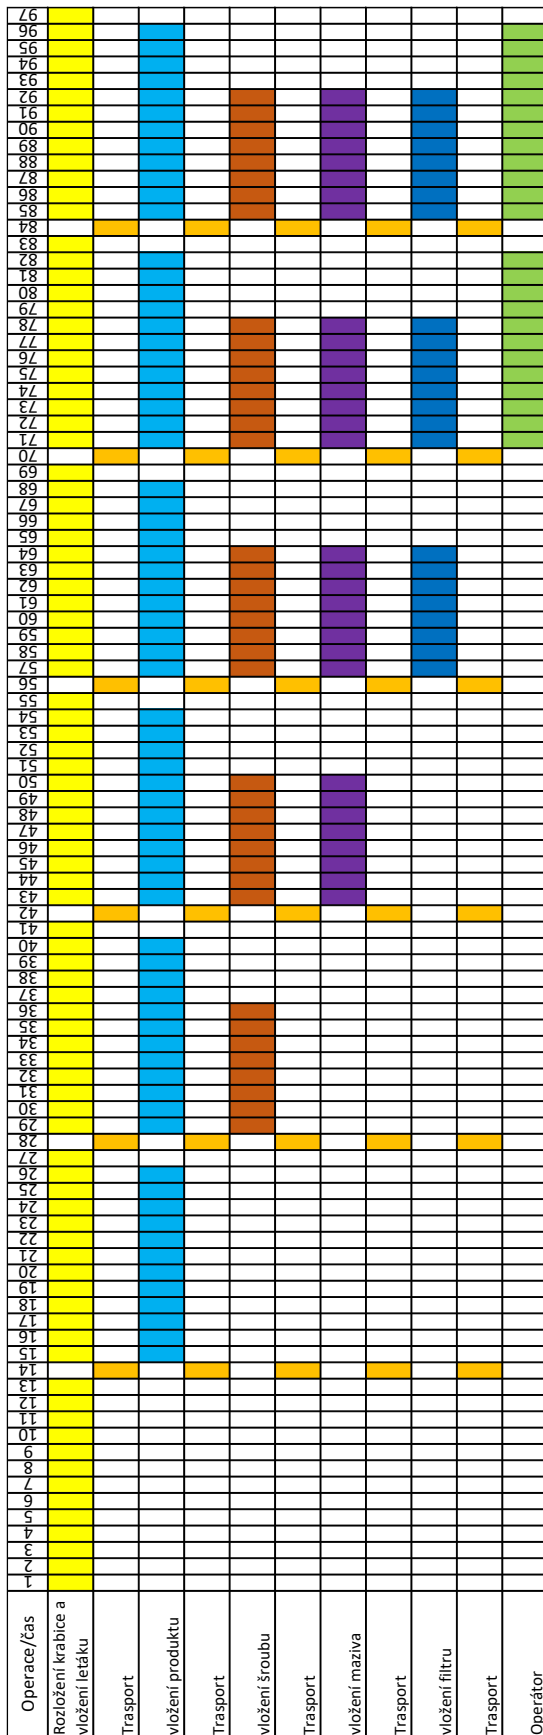 Operace/čas 1 2 3 4 5 6 7 8 9 10 11 12 13 14 15 16 17 18 19 20 21 22 23 24 25 26 27 28 29 30 31 32 33 34 35 36 37 38 39 40 41 42 43 44 45 46 47 48 49 50 51 52 53 54 55 56 57 58 59 60 61 62 63 64 65 66 67 68 69 70 71 72 73 74 75 76 77 78 79 80 81 82 83 84 85 86 87 88 89 90 91 92 93 94 95 96 97
Rozložení krabice a
vložení letáku
Trasport
vložení produktu
Trasport
vložení šroubu
Trasport
vložení maziva
Trasport
vložení filtru
Trasport
Operátor